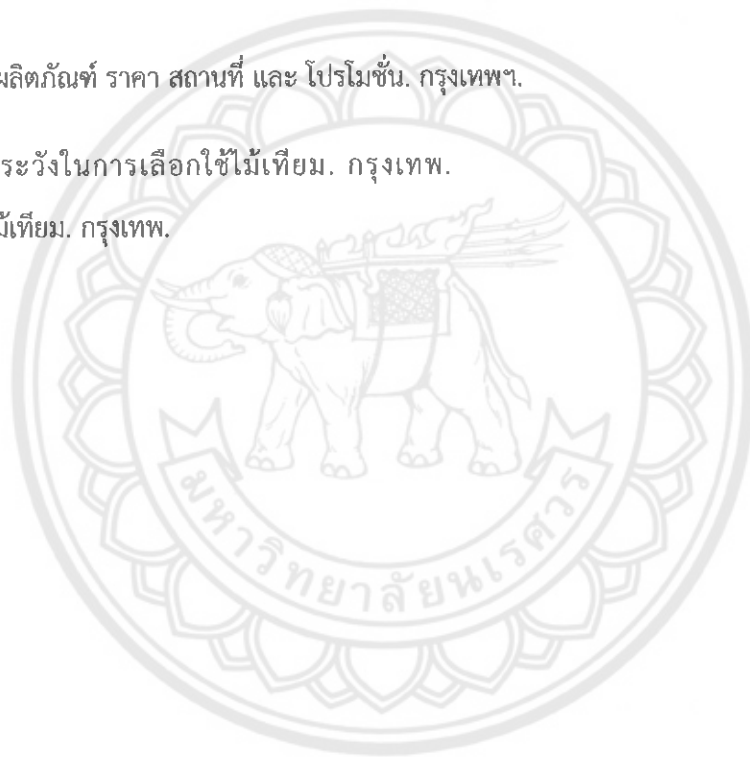 ผลิตภัณฑ์ ราคา สถานที่ และ โปรโมชั่น. กรุงเทพฯ.
ระวังในการเลือกใช้ไม้เทียม. กรุงเทพ.
ม้เทียม. กรุงเทพ.
มหาวิทยาลัยนเรศวร